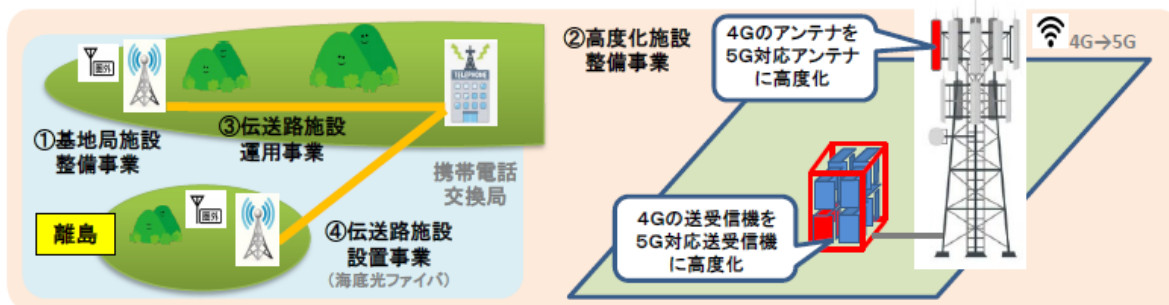 圏外
①基地局施設
整備事業
③伝送路施設
運用事業
TELEPHONE
携帯電話
交換局
離島
圏外
④伝送路施設
設置事業
(海底光ファイバ)
②高度化施設
整備事業
4Gのアンテナを
5G対応アンテナ
に高度化
4G→5G
4Gの送受信機を
5G対応送受信機
に高度化